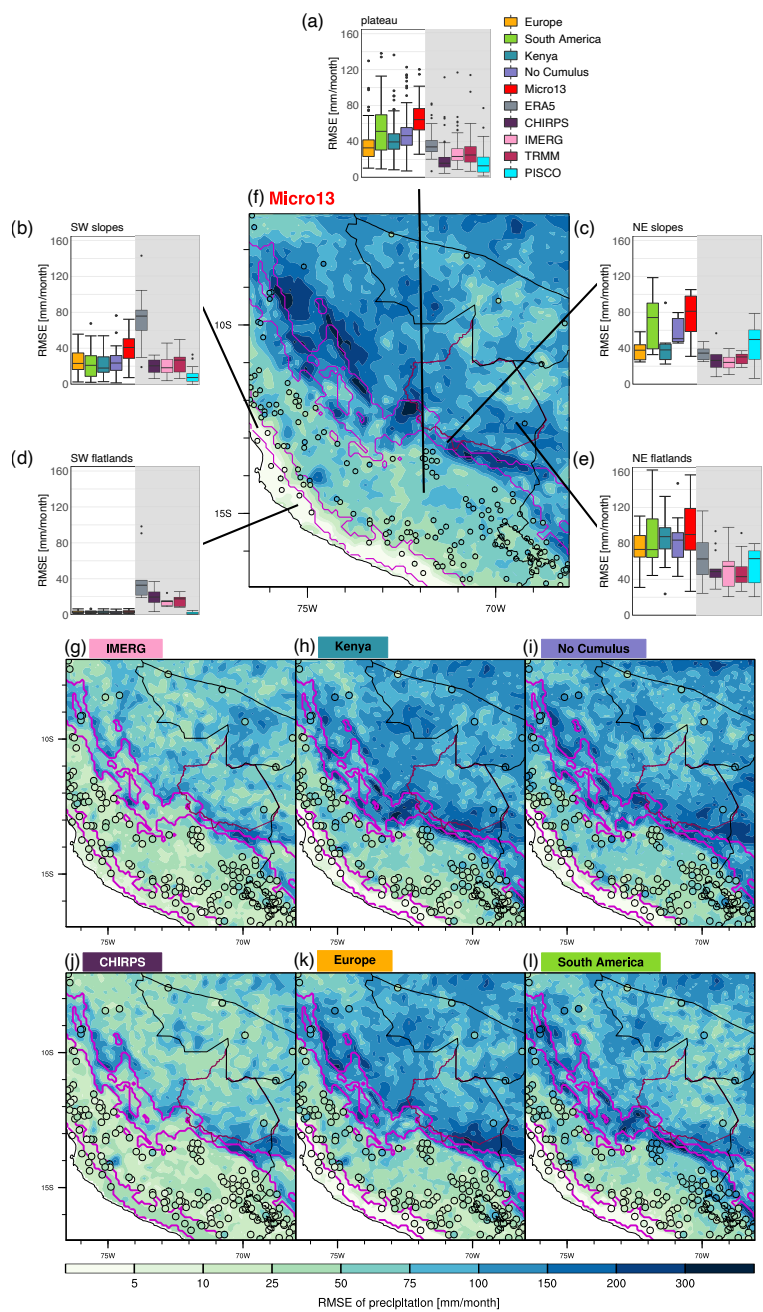 (a)
plateau
RMSE [mm/month]
160
120
80
40
0
Europe
South America
Kenya
No Cumulus
Micro13
ERA5
CHIRPS
IMERG
TRMM
PISCO
(b)
SW slopes
RMSE [mm/month]
160
120
80
40
0
(f) Micro13
10S
15S
75W
70W
(c)
NE slopes
RMSE [mm/month]
160
120
80
40
0
(d)
SW flatlands
RMSE [mm/month]
160
120
80
40
0
(e)
NE flatlands
RMSE [mm/month]
160
120
80
40
0
(g) IMERG
(h) Kenya
(i) No Cumulus
10S
15S
75W
70W
75W
70W
75W
70W
(j) CHIRPS
(k) Europe
(l) South America
10S
15S
75W
70W
75W
70W
75W
70W
5 10 25 50 75 100 150 200 300
RMSE of precipitation [mm/month]